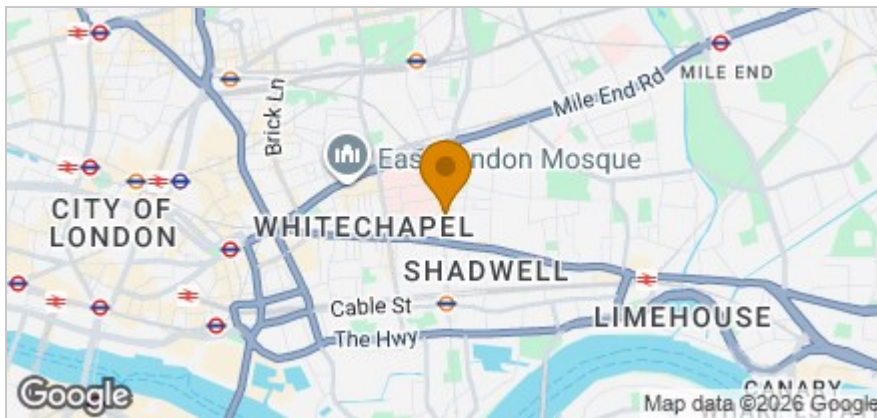 MILE END
Mile End Rd
Brick Ln
East London Mosque
CITY OF
LONDON
WHITECHAPEL
SHADWELL
Cable St
LIMEHOUSE
The Hwy
CANARY
Google
Map data ©2026 Google